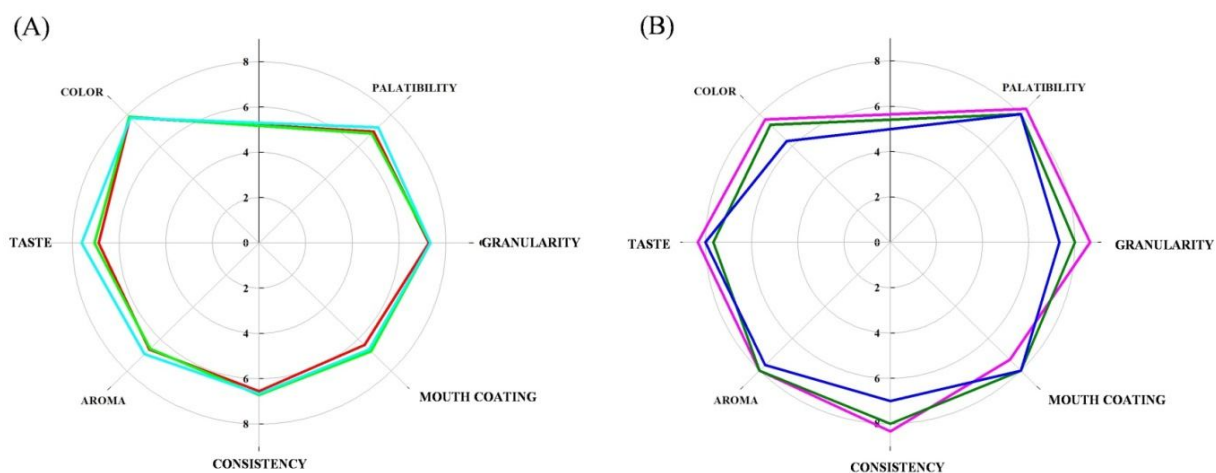 (A)
8
COLOR
PALATIBILITY
6
4
2
TASTE
0
GRANULARITY
2
4
AROMA
6
MOUTH COATING
8
CONSISTENCY
(B)
8
COLOR
PALATIBILITY
6
4
2
TASTE
0
GRANULARITY
2
4
AROMA
6
MOUTH COATING
8
CONSISTENCY